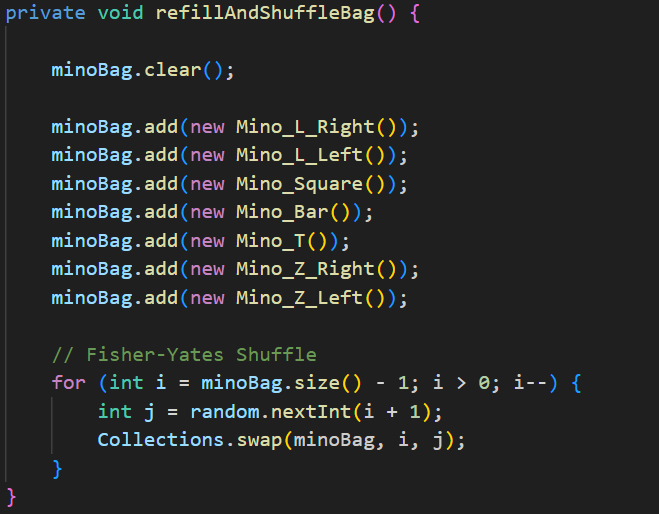 private void refillAndShuffleBag() {
minoBag.clear();
minoBag.add(new Mino_L_Right());
minoBag.add(new Mino_L_Left());
minoBag.add(new Mino_Square());
minoBag.add(new Mino_Bar());
minoBag.add(new Mino_T());
minoBag.add(new Mino_Z_Right());
minoBag.add(new Mino_Z_Left());
// Fisher-Yates Shuffle
for (int i = minoBag.size() - 1; i > 0; i--) {
int j = random.nextInt(i + 1);
Collections.swap(minoBag, i, j);
}
}